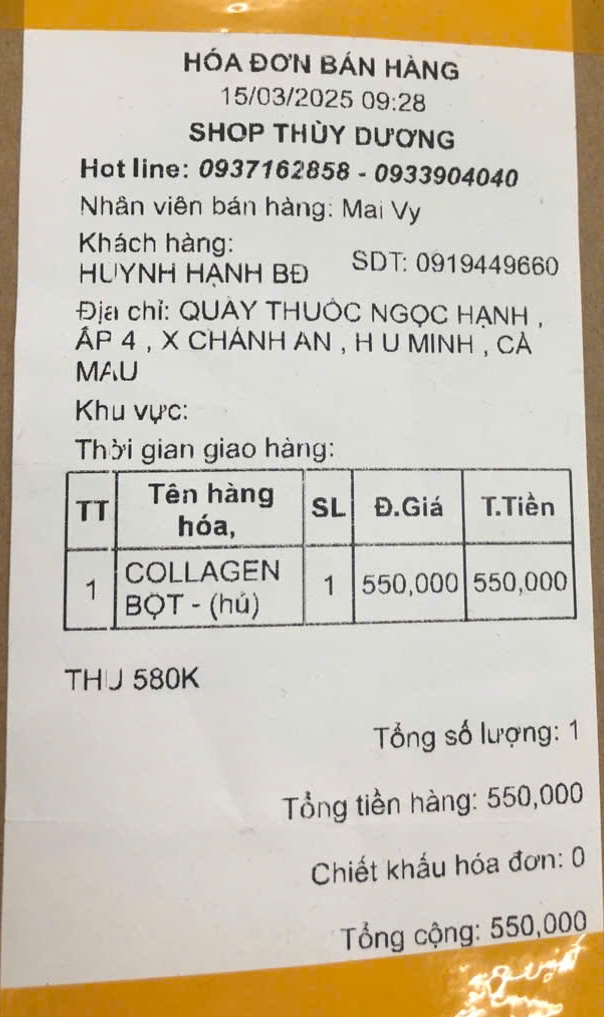 HÓA ĐƠN BÁN HÀNG
15/03/2025 09:28
SHOP THÙY DƯƠNG
Hot line: 0937162858 - 0933904040
Nhân viên bán hàng: Mai Vy
Khách hàng:
HUỲNH HẠNH BĐ
SDT: 0919449660
Địa chỉ: QUẦY THUỐC NGỌC HẠNH ,
ẤP 4 , X CHÁNH AN , H U MINH , CÀ
MAU
Khu vực:
Thời gian giao hàng:
TT Tên hàng hóa, SL Đ.Giá T.Tiền
1 COLLAGEN BỘT - (hủ) 1 550,000 550,000
THU 580K
Tổng số lượng: 1
Tổng tiền hàng: 550,000
Chiết khấu hóa đơn: 0
Tổng cộng: 550,000